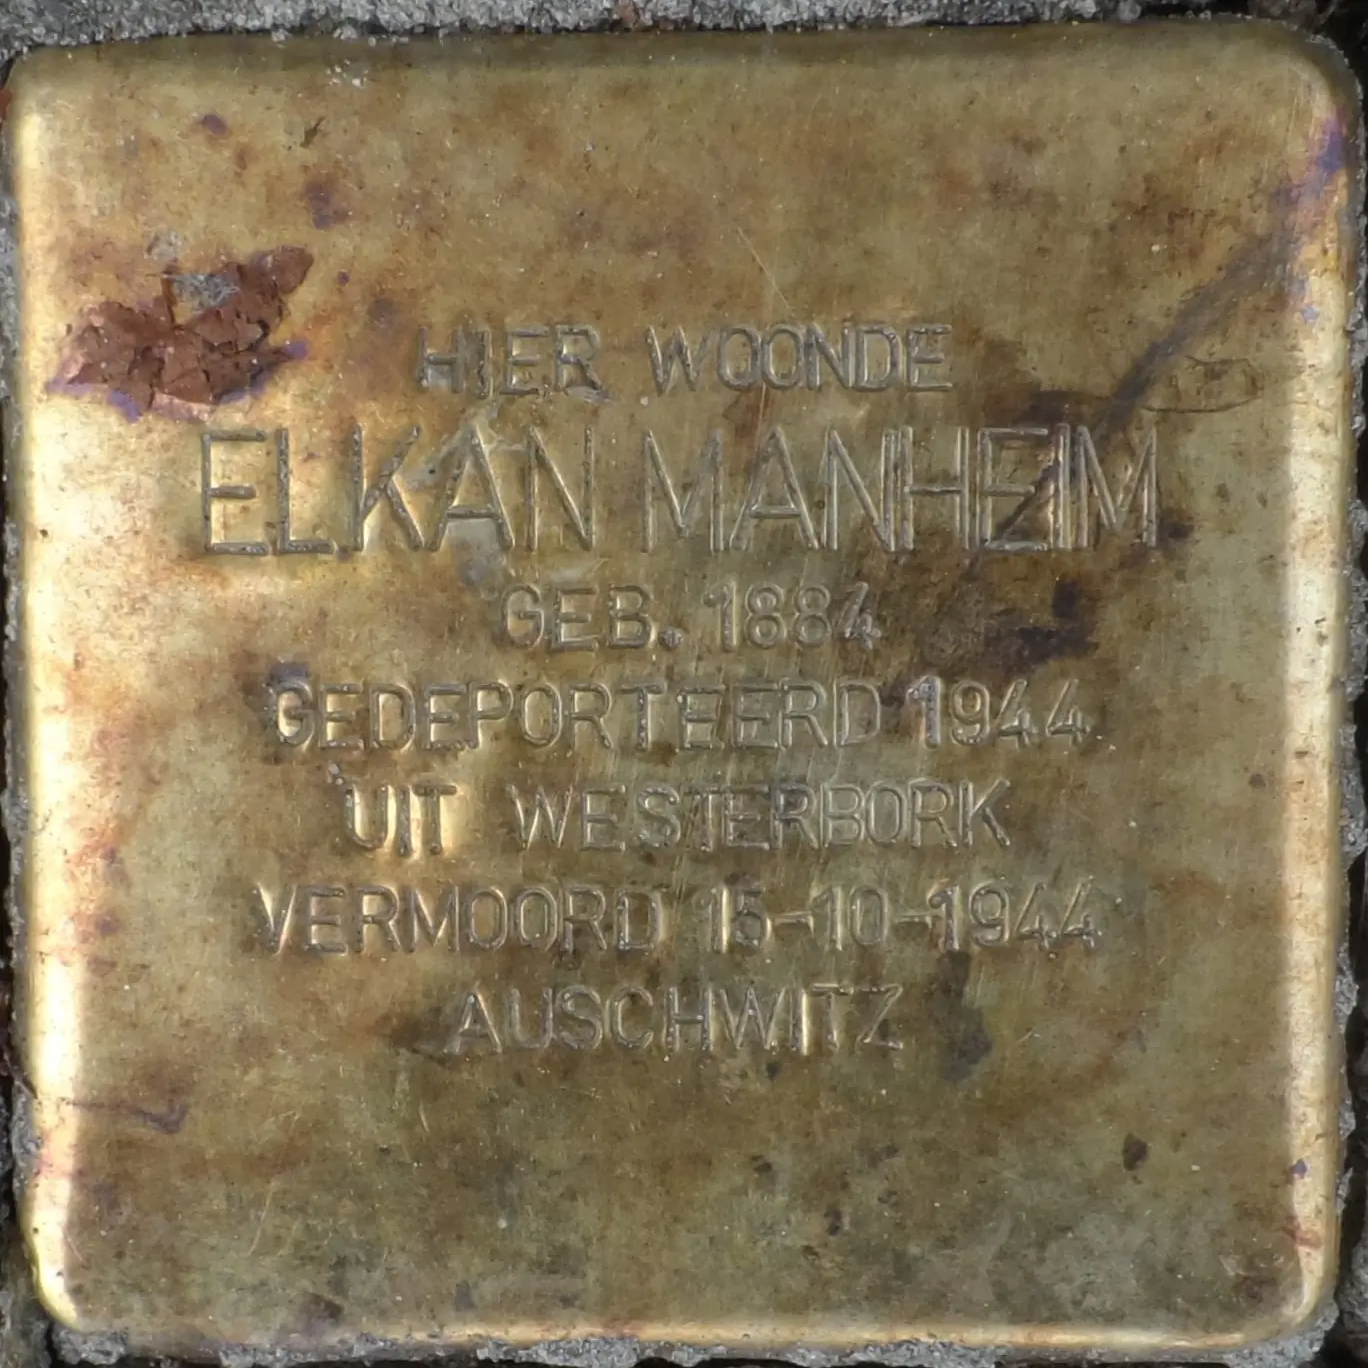 HIER WOONDE
ELKAN MANHEIM
GEB. 1884
GEDEPORTEERD 1944
UIT WESTERBORK
VERMOORD 15-10-1944
AUSCHWITZ